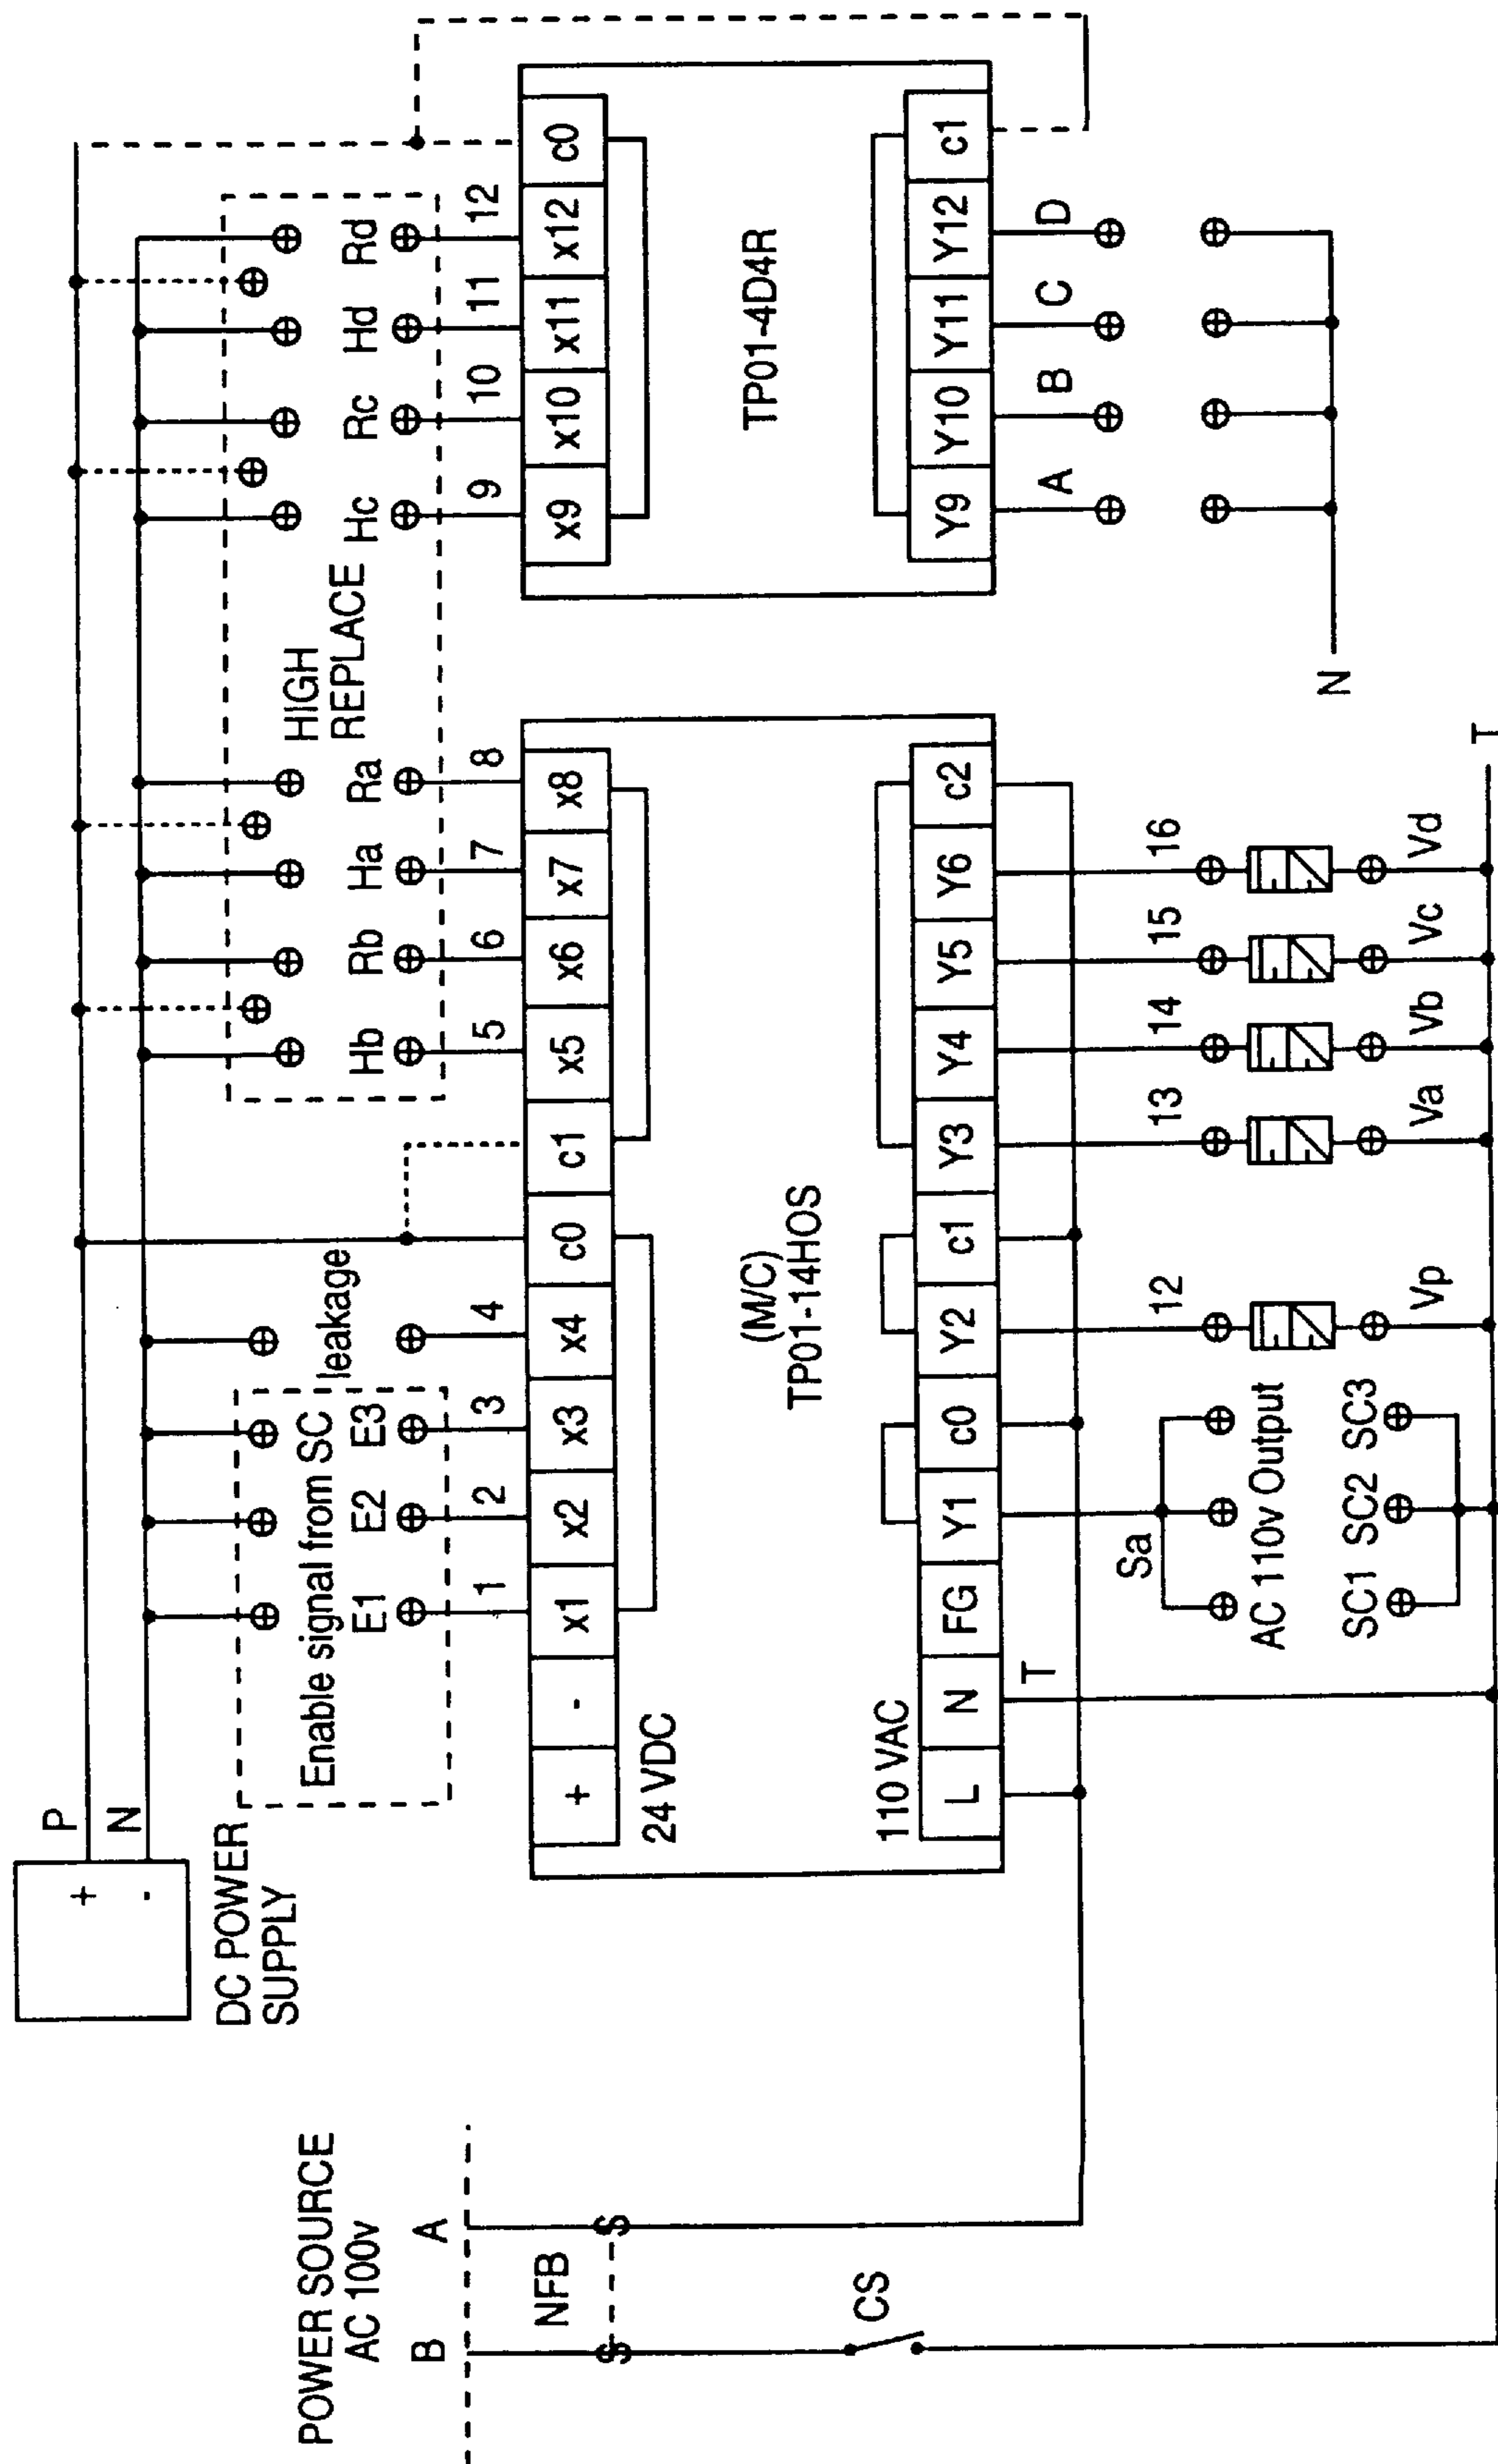 POWER SOURCE
AC 100v
B A
NFB
CS
+
-
P
N
DC POWER
SUPPLY
Enable signal from SC
E1 E2 E3
leakage
HIGH
REPLACE
Hb Rb Ha Ra Hc Rc Hd Rd
1 2 3 4 5 6 7 8 9 10 11 12
+ - x1 x2 x3 x4 c0 c1 x5 x6 x7 x8
x9 x10 x11 x12 c0
24 VDC
(M/C)
TP01-14HOS
TP01-4D4R
110 VAC
L N FG Y1 c0 Y2 c1 Y3 Y4 Y5 Y6 c2
Y9 Y10 Y11 Y12 c1
T
Sa
12 13 14 15 16
A B C D
AC 110v Output
SC1 SC2 SC3
Vp Va Vb Vc Vd
N
T